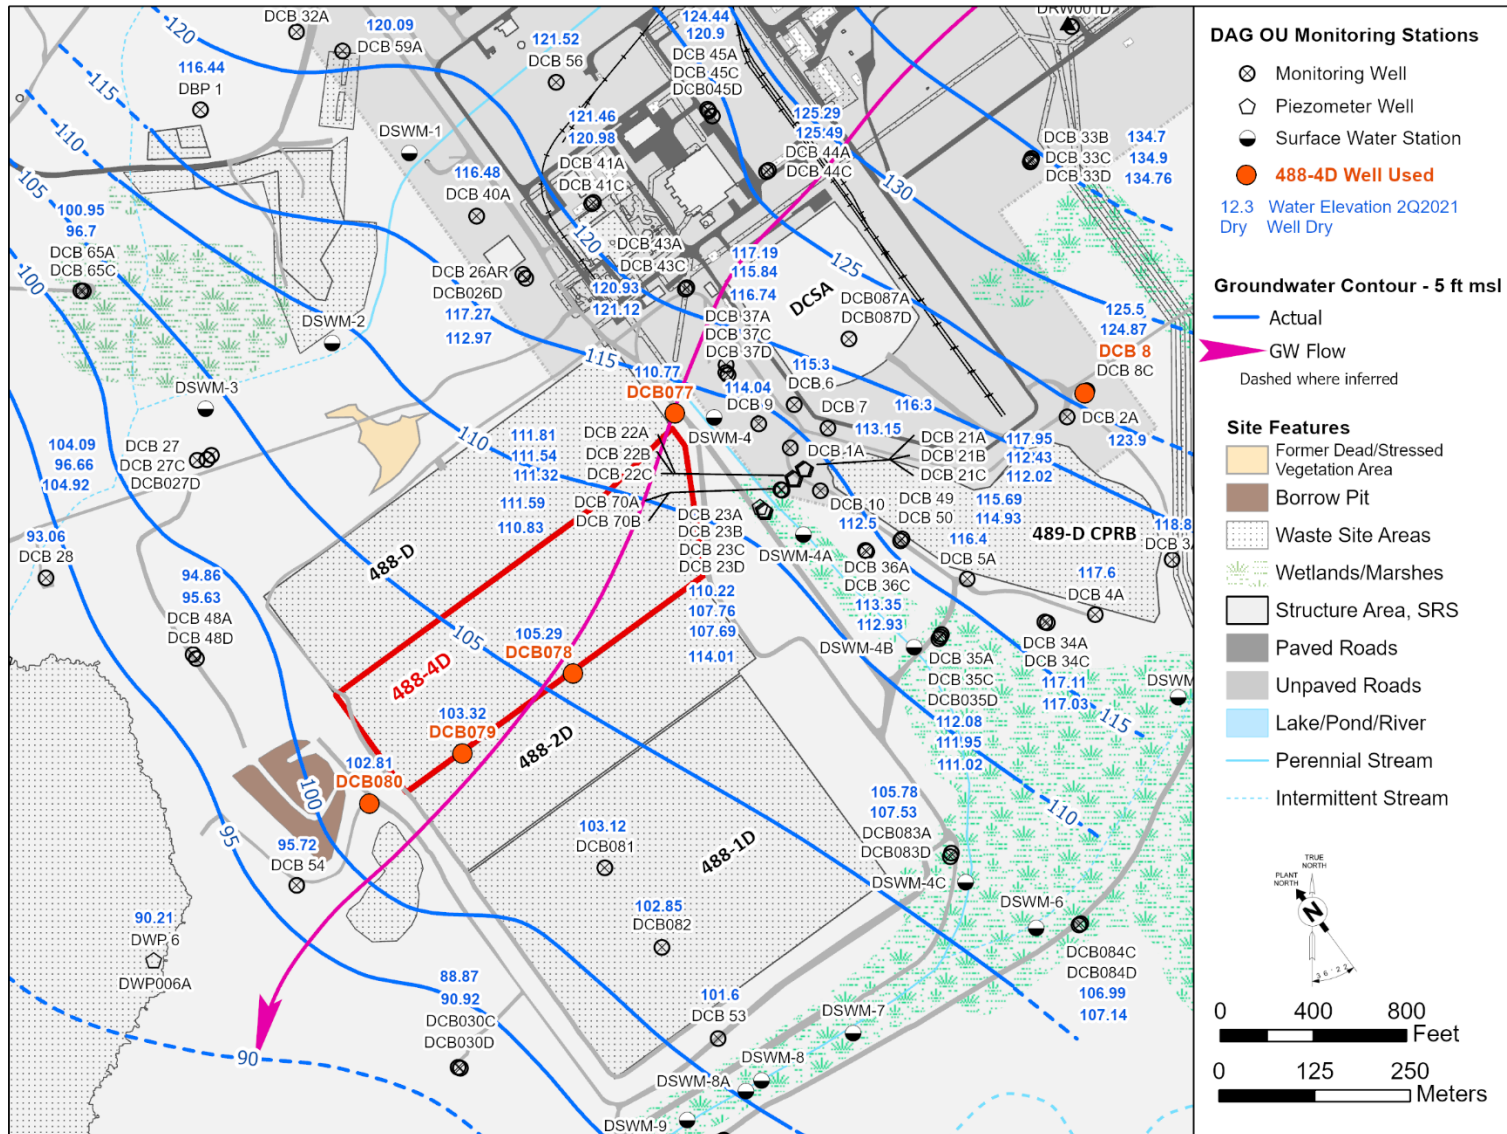 DCB 32A
120.09
DCB 59A
120
116.44
DBP 1
115
110
105
100
121.52
DCB 56
DSWM-1
116.48
DCB 40A
121.46
120.98
DCB 41A
DCB 41C
124.44
120.9
DCB 45A
DCB 45C
DCB045D
DRW001D
125.29
125.49
DCB 44A
DCB 44C
130
DCB 33B
DCB 33C
DCB 33D
134.7
134.9
134.76
100.95
96.7
DCB 65A
DCB 65C
DSWM-2
DSWM-3
120
DCB 43A
DCB 43C
120.93
121.12
DCB 26AR
DCB026D
117.27
112.97
115
117.19
115.84
116.74
DCB 37A
DCB 37C
DCB 37D
DCSA
125
DCB087A
DCB087D
125.5
124.87
DCB 8
DCB 8C
DCB 2A
123.9
110.77
DCB077
114.04
DCB 9
115.3
DCB 6
DCB 7
116.3
DSWM-4
113.15
DCB 1A
DCB 21A
DCB 21B
DCB 21C
117.95
112.43
112.02
104.09
96.66
104.92
DCB 27
DCB 27C
DCB027D
110
111.81
111.54
111.32
DCB 22A
DCB 22B
DCB 22C
111.59
110.83
DCB 70A
DCB 70B
DCB 23A
DCB 23B
DCB 23C
DCB 23D
110.22
107.76
107.69
114.01
DSWM-4A
DCB 10
112.5
DCB 49
DCB 50
115.69
114.93
116.4
DCB 5A
489-D CPRB
118.8
DCB 3A
117.6
DCB 4A
DCB 36A
DCB 36C
113.35
112.93
93.06
DCB 28
94.86
95.63
DCB 48A
DCB 48D
488-D
105
105.29
DCB078
488-4D
103.32
DCB079
488-2D
102.81
DCB080
DSWM-4B
DCB 35A
DCB 35C
DCB035D
112.08
111.95
111.02
DCB 34A
DCB 34C
117.11
117.03
115
DSWM
110
100
95
95.72
DCB 54
103.12
DCB081
488-1D
105.78
107.53
DCB083A
DCB083D
DSWM-4C
DSWM-6
102.85
DCB082
90.21
DWP 6
DWP006A
90
88.87
90.92
DCB030C
DCB030D
101.6
DCB 53
DSWM-7
DSWM-8
DSWM-8A
DSWM-9
DCB084C
DCB084D
106.99
107.14
DAG OU Monitoring Stations
Monitoring Well
Piezometer Well
Surface Water Station
488-4D Well Used
12.3 Water Elevation 2Q2021
Dry Well Dry
Groundwater Contour - 5 ft msl
Actual
GW Flow
Dashed where inferred
Site Features
Former Dead/Stressed
Vegetation Area
Borrow Pit
Waste Site Areas
Wetlands/Marshes
Structure Area, SRS
Paved Roads
Unpaved Roads
Lake/Pond/River
Perennial Stream
Intermittent Stream
TRUE
NORTH
PLANT
NORTH
N
36-22
0 400 800
Feet
0 125 250
Meters